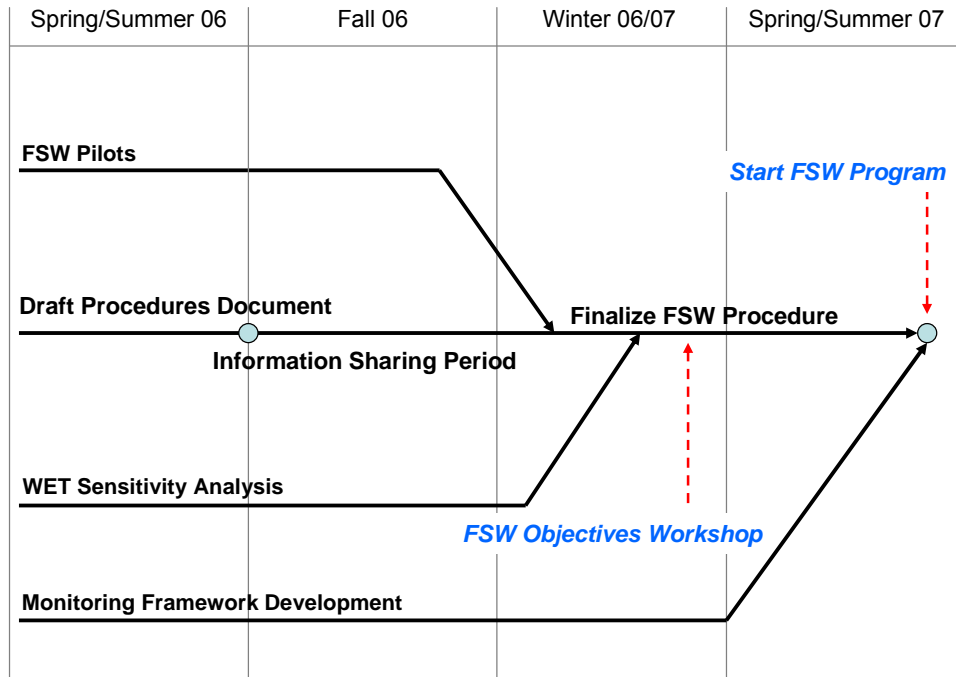 Spring/Summer 06
Fall 06
Winter 06/07
Spring/Summer 07
FSW Pilots
Start FSW Program
Draft Procedures Document
Finalize FSW Procedure
Information Sharing Period
WET Sensitivity Analysis
FSW Objectives Workshop
Monitoring Framework Development